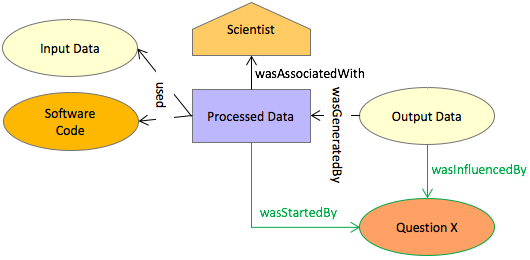 Scientist
Input Data
wasAssociatedWith
used
Software
Code
Processed Data
wasGeneratedBy
Output Data
wasInfluencedBy
wasStartedBy
Question X